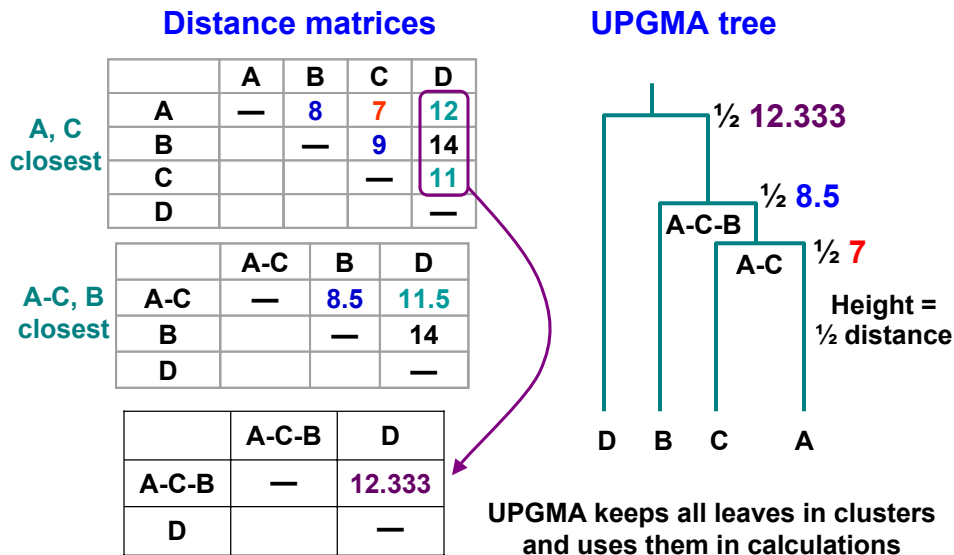 Distance matrices
A B C D
A — 8 7 12
B — 9 14
C — 11
D —
A, C
closest
A-C B D
A-C — 8.5 11.5
B — 14
D —
A-C, B
closest
A-C-B D
A-C-B — 12.333
D —
UPGMA tree
½ 12.333
½ 8.5
A-C-B
½ 7
A-C
Height =
½ distance
D B C A
UPGMA keeps all leaves in clusters
and uses them in calculations